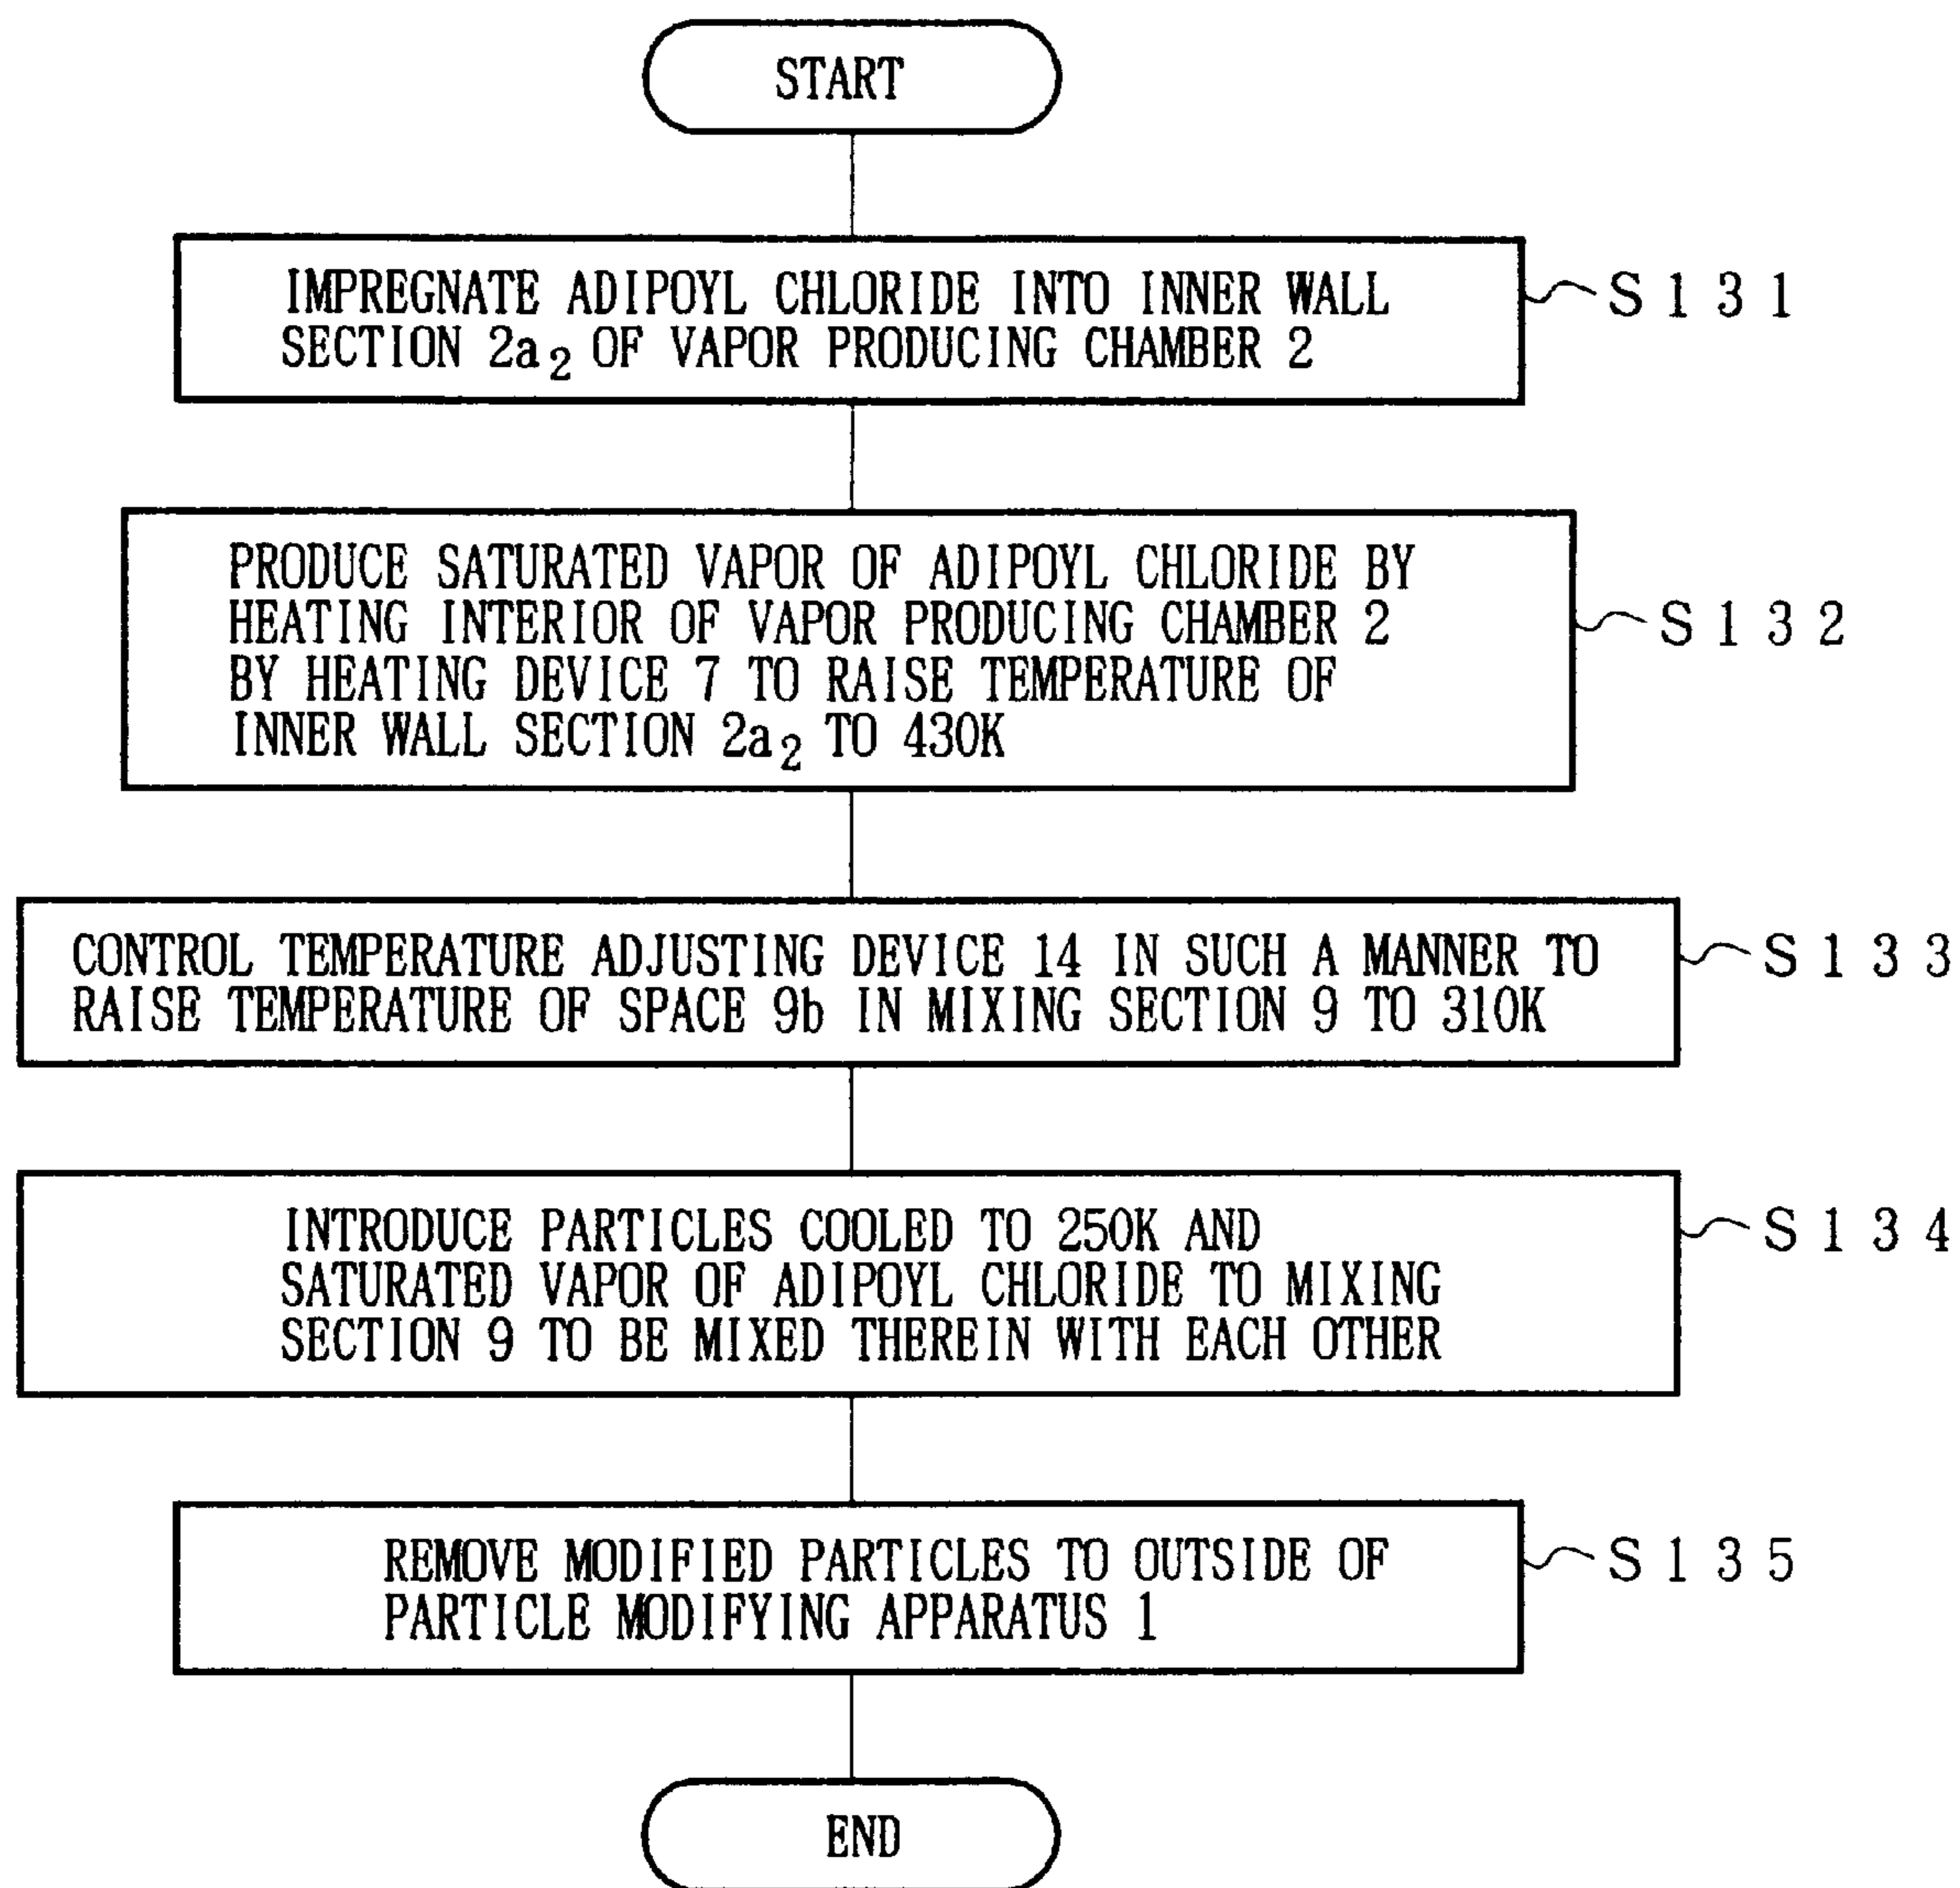 START
IMPREGNATE ADIPOYL CHLORIDE INTO INNER WALL
SECTION 2a₂ OF VAPOR PRODUCING CHAMBER 2
S131
PRODUCE SATURATED VAPOR OF ADIPOYL CHLORIDE BY
HEATING INTERIOR OF VAPOR PRODUCING CHAMBER 2
BY HEATING DEVICE 7 TO RAISE TEMPERATURE OF
INNER WALL SECTION 2a₂ TO 430K
S132
CONTROL TEMPERATURE ADJUSTING DEVICE 14 IN SUCH A MANNER TO
RAISE TEMPERATURE OF SPACE 9b IN MIXING SECTION 9 TO 310K
S133
INTRODUCE PARTICLES COOLED TO 250K AND
SATURATED VAPOR OF ADIPOYL CHLORIDE TO MIXING
SECTION 9 TO BE MIXED THEREIN WITH EACH OTHER
S134
REMOVE MODIFIED PARTICLES TO OUTSIDE OF
PARTICLE MODIFYING APPARATUS 1
S135
END